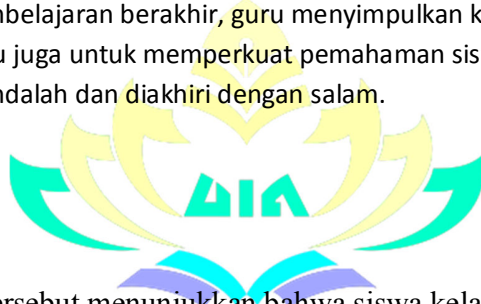 mbelajaran berakhir, guru menyimpulkan k
u juga untuk memperkuat pemahaman sis
ndalah dan diakhiri dengan salam.
UIN
ersebut menunjukkan bahwa siswa kela